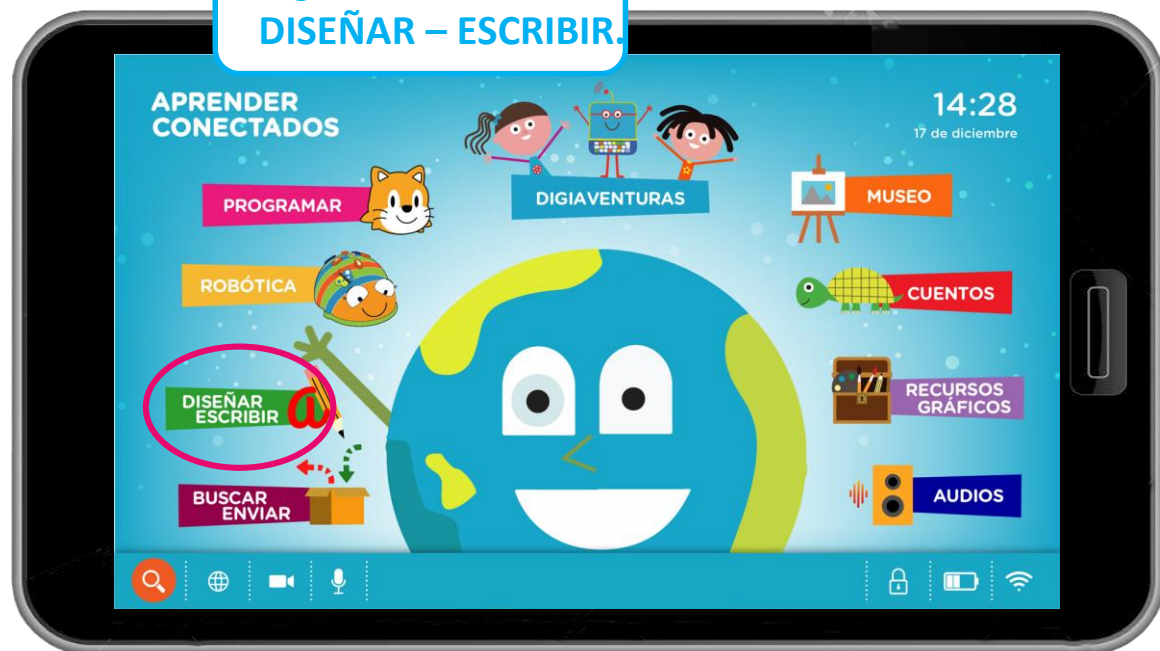 DISEÑAR – ESCRIBIR.
APRENDER
CONECTADOS
14:28
17 de diciembre
PROGRAMAR
DIGIAVENTURAS
MUSEO
ROBÓTICA
CUENTOS
DISEÑAR
ESCRIBIR
a
RECURSOS
GRÁFICOS
BUSCAR
ENVIAR
AUDIOS